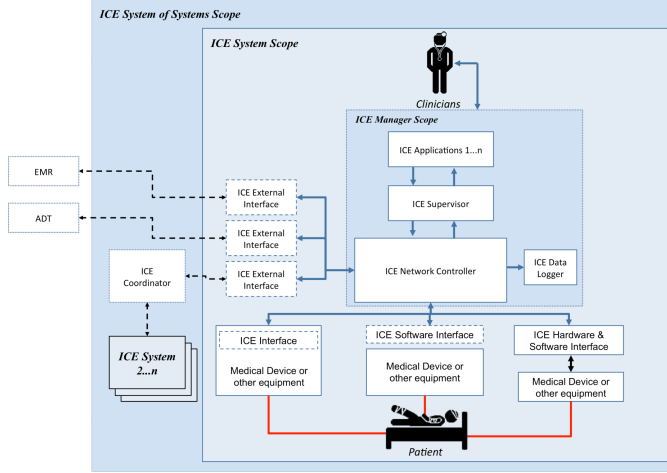 ICE System of Systems Scope
ICE System Scope
Clinicians
ICE Manager Scope
ICE Applications 1...n
EMR
ICE External
Interface
ICE Supervisor
ADT
ICE External
Interface
ICE
Coordinator
ICE External
Interface
ICE Network Controller
ICE Data
Logger
ICE Interface
Medical Device or
other equipment
ICE Software Interface
Medical Device or
other equipment
ICE Hardware &
Software Interface
Medical Device or
other equipment
ICE System
2...n
Patient